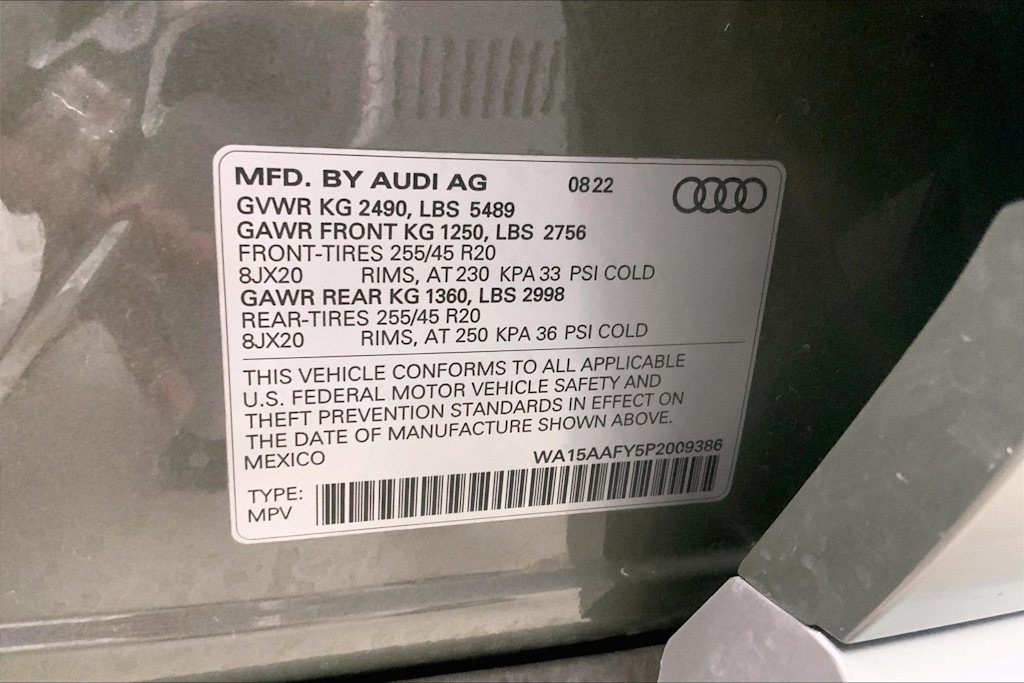 MFD. BY AUDI AG 08 22
GVWR KG 2490, LBS 5489
GAWR FRONT KG 1250, LBS 2756
FRONT-TIRES 255/45 R20
8JX20 RIMS, AT 230 KPA 33 PSI COLD
GAWR REAR KG 1360, LBS 2998
REAR-TIRES 255/45 R20
8JX20 RIMS, AT 250 KPA 36 PSI COLD
THIS VEHICLE CONFORMS TO ALL APPLICABLE
U.S. FEDERAL MOTOR VEHICLE SAFETY AND
THEFT PREVENTION STANDARDS IN EFFECT ON
THE DATE OF MANUFACTURE SHOWN ABOVE.
MEXICO WA15AAFY5P2009386
TYPE:
MPV